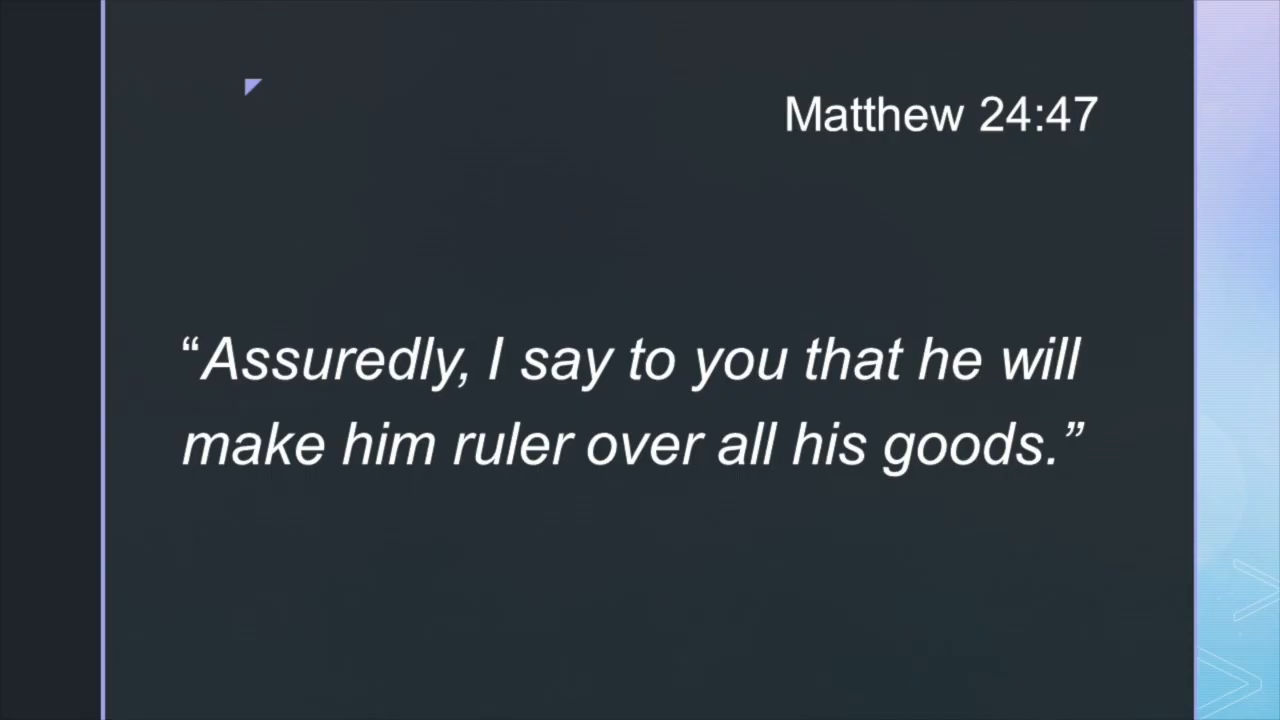 Matthew 24:47
“Assuredly, I say to you that he will
make him ruler over all his goods.”